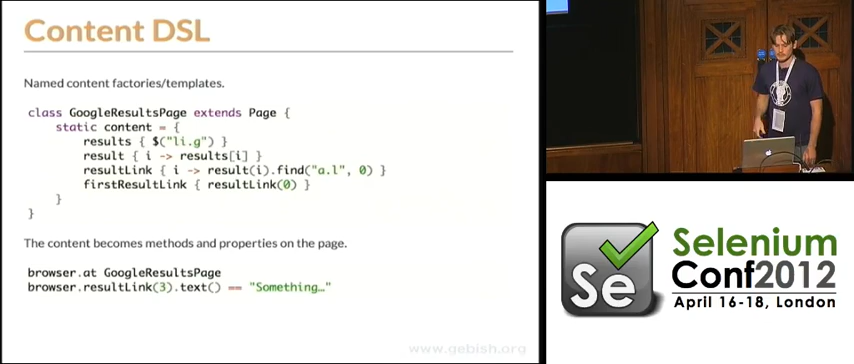 Content DSL
Named content factories/templates.
class GoogleResultsPage extends Page {
static content = {
results { $("li.g") }
result { i -> results[i] }
resultLink { i -> result(i).find("a.l", 0) }
firstResultLink { resultLink(0) }
}
}
The content becomes methods and properties on the page.
browser.at GoogleResultsPage
browser.resultLink(3).text() == "Something…"
www.gebish.org
Se
Selenium
Conf2012
April 16-18, London